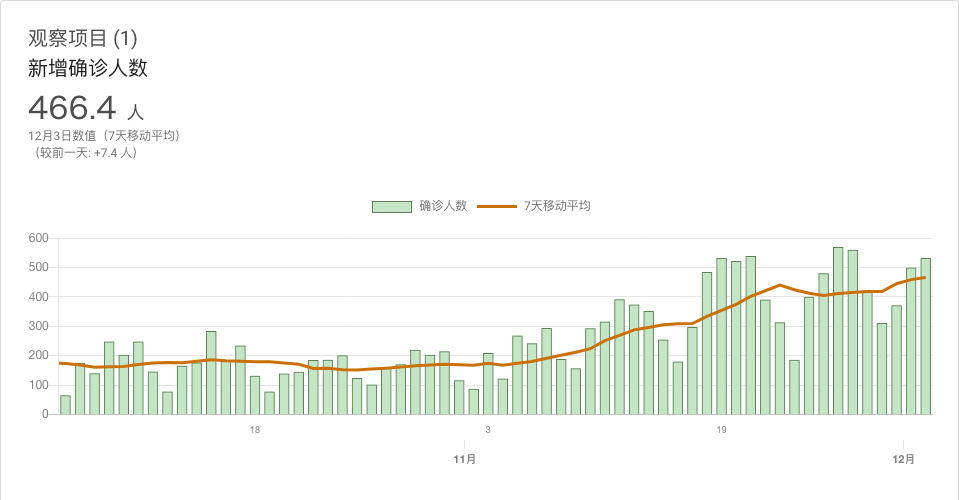 观察项目 (1)
新增确诊人数
466.4 人
12月3日数值（7天移动平均）
（较前一天: +7.4 人）
确诊人数 7天移动平均
600
500
400
300
200
100
0
18 3 19
11月 12月